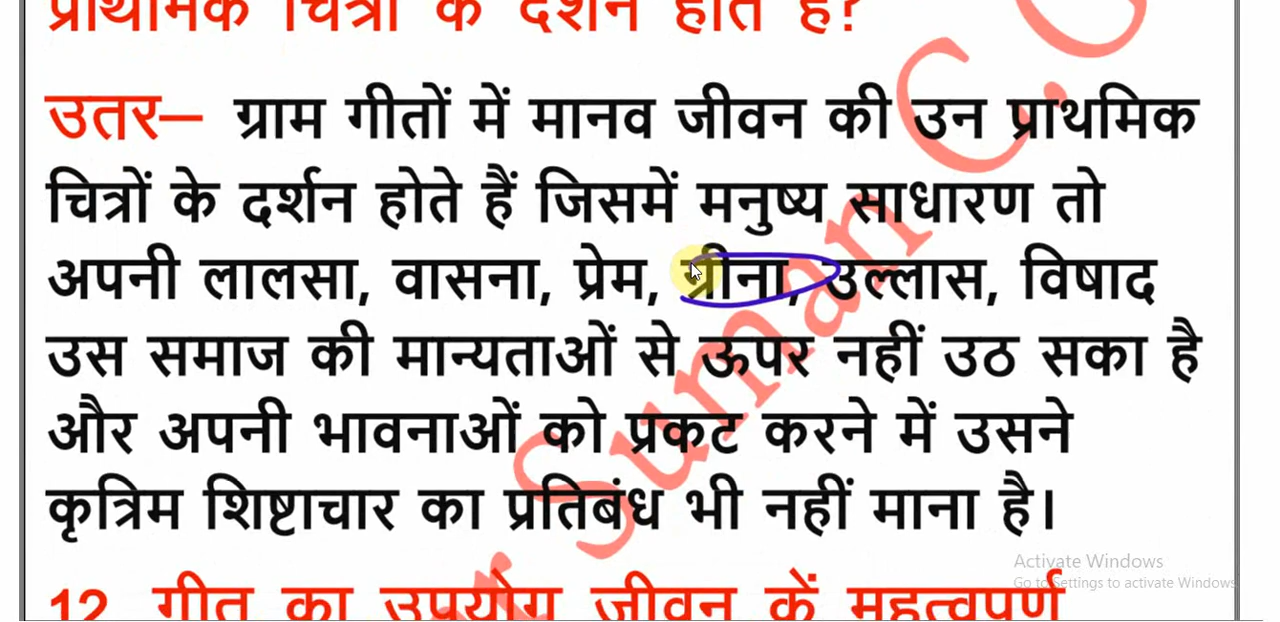 प्राथमिक चित्रों के दर्शन होते हैं?
उतर– ग्राम गीतों में मानव जीवन की उन प्राथमिक
चित्रों के दर्शन होते हैं जिसमें मनुष्य साधारण तो
अपनी लालसा, वासना, प्रेम, घ्रीना, उल्लास, विषाद
उस समाज की मान्यताओं से ऊपर नहीं उठ सका है
और अपनी भावनाओं को प्रकट करने में उसने
कृत्रिम शिष्टाचार का प्रतिबंध भी नहीं माना है।
Suman C.
Activate Windows
Go to Settings to activate Windows
12 गीत का उपयोग जीवन कें महत्वपूर्ण